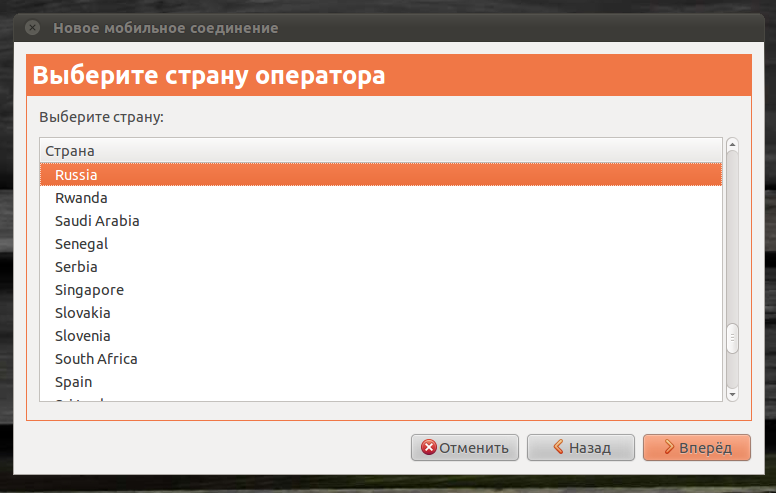 Новое мобильное соединение
Выберите страну оператора
Выберите страну:
Страна
Russia
Rwanda
Saudi Arabia
Senegal
Serbia
Singapore
Slovakia
Slovenia
South Africa
Spain
Отменить Назад Вперёд